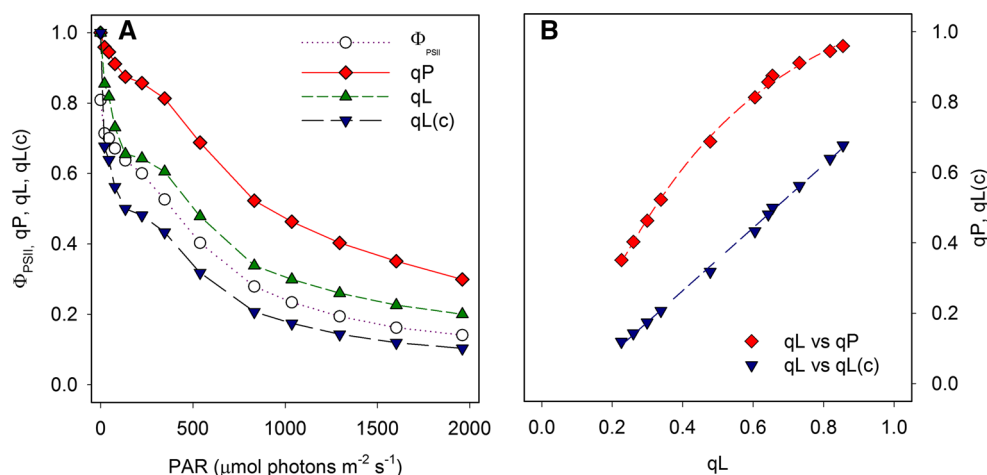 A
B
Φ PSII
qP
qL
qL(c)
1.0
0.8
0.6
0.4
0.2
0.0
Φ PSII, qP, qL, qL(c)
0 500 1000 1500 2000
PAR (μmol photons m-2 s-1)
qL vs qP
qL vs qL(c)
1.0
0.8
0.6
0.4
0.2
0.0
qP, qL(c)
0.0 0.2 0.4 0.6 0.8 1.0
qL